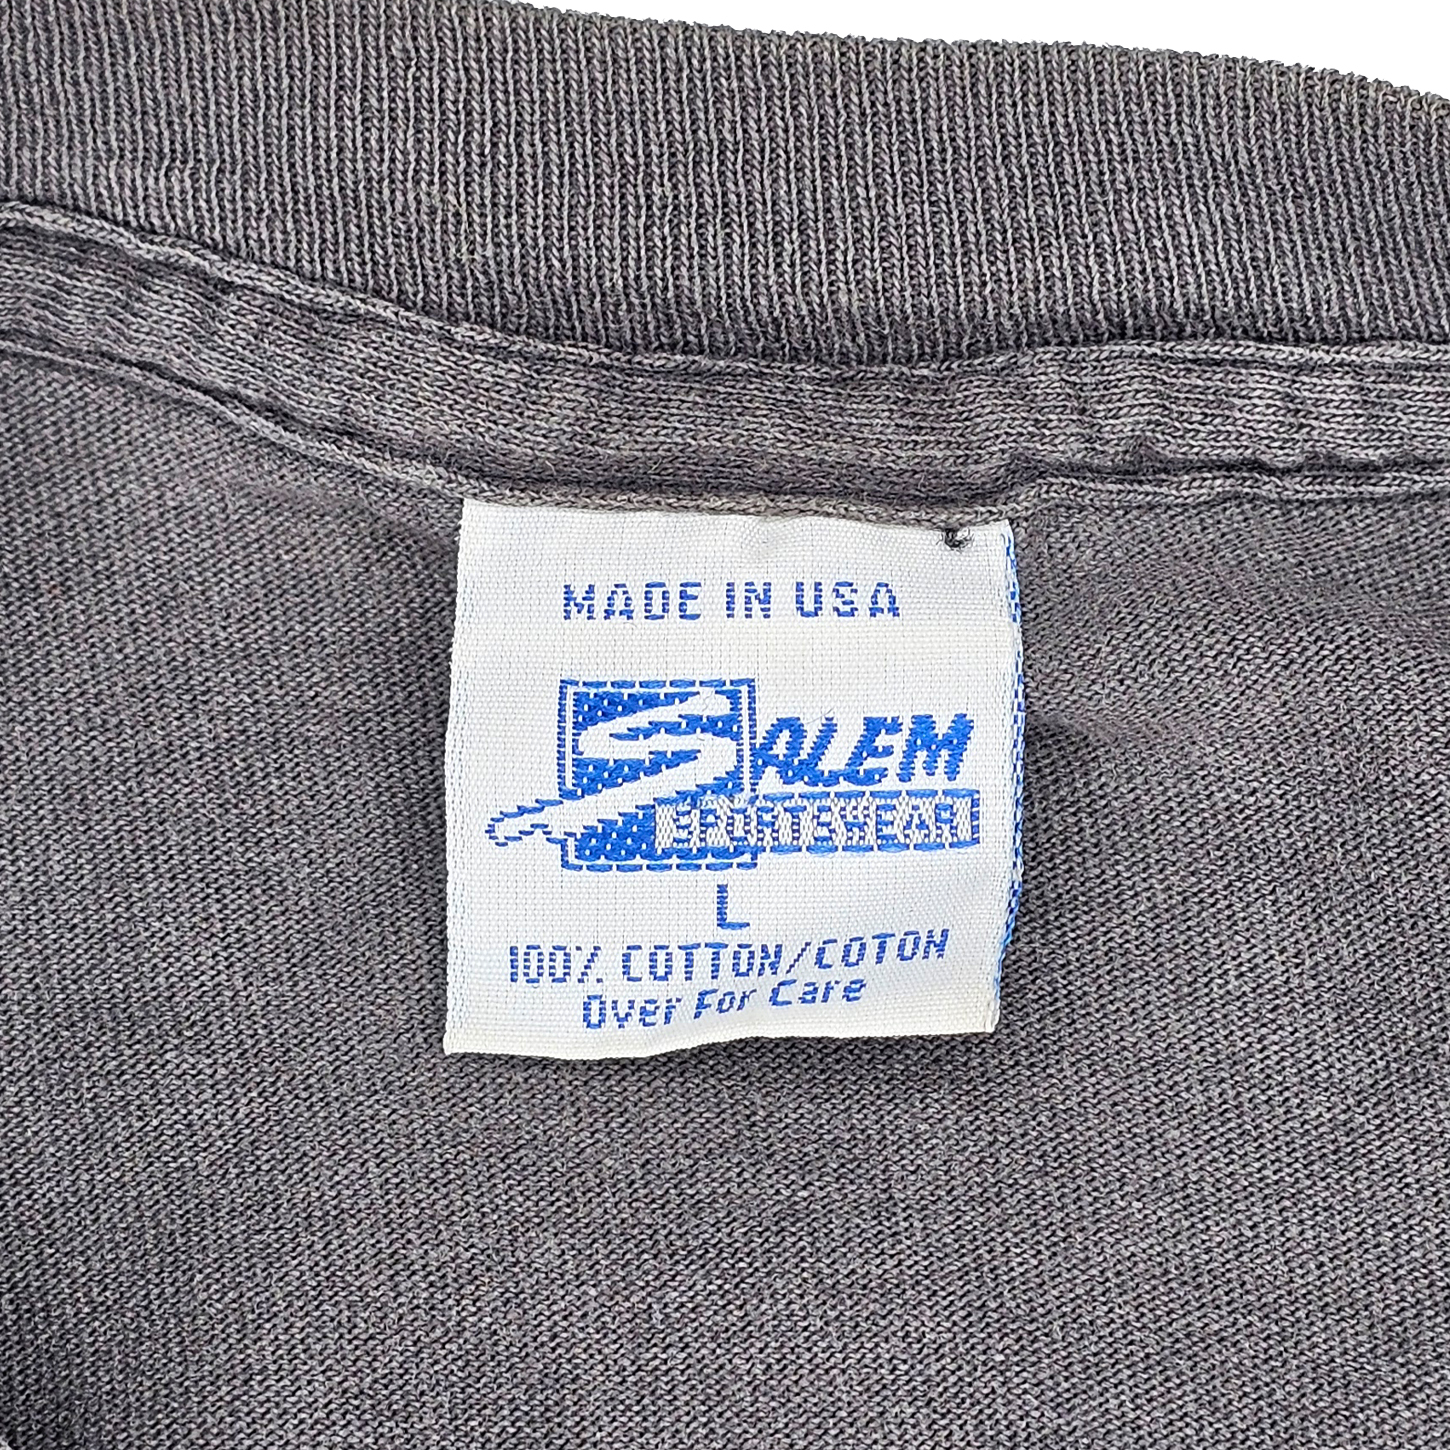 MADE IN USA
SALEM
SPORTSWEAR
L
100% COTTON/COTON
Over For Care